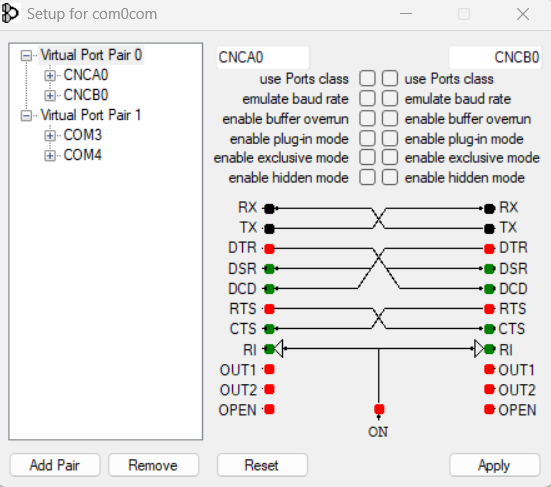 Setup for com0com
Virtual Port Pair 0
CNCA0
CNCB0
Virtual Port Pair 1
COM3
COM4
CNCA0 CNCB0
use Ports class use Ports class
emulate baud rate emulate baud rate
enable buffer overrun enable buffer overrun
enable plug-in mode enable plug-in mode
enable exclusive mode enable exclusive mode
enable hidden mode enable hidden mode
RX RX
TX TX
DTR DTR
DSR DSR
DCD DCD
RTS RTS
CTS CTS
RI RI
OUT1 OUT1
OUT2 OUT2
OPEN OPEN
ON
Add Pair Remove Reset Apply